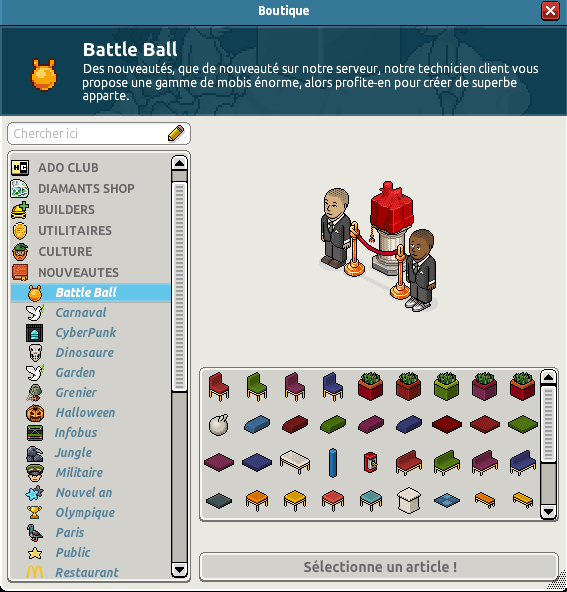 Boutique
Battle Ball
Des nouveautés, que de nouveauté sur notre serveur, notre technicien client vous
propose une gamme de mobis énorme, alors profite-en pour créer de superbe
apparte.
Chercher ici
HC ADO CLUB
DIAMANTS SHOP
BUILDERS
UTILITAIRES
CULTURE
NOUVEAUTES
Battle Ball
Carnaval
CyberPunk
Dinosaure
Garden
Grenier
Halloween
Infobus
Jungle
Militaire
Nouvel an
Olympique
Paris
Public
Restaurant
Sélectionne un article !